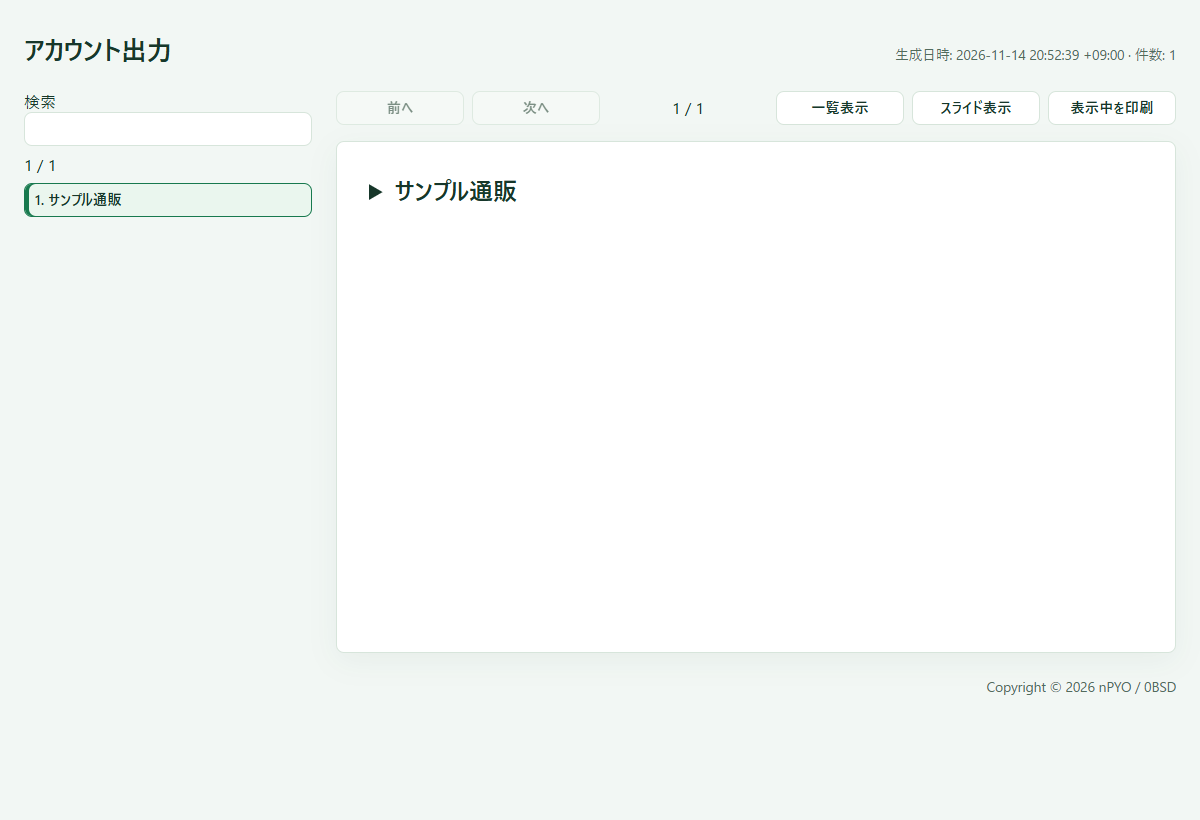 アカウント出力
生成日時: 2026-11-14 20:52:39 +09:00 · 件数: 1
検索
1 / 1
1. サンプル通販
前へ
次へ
1 / 1
一覧表示
スライド表示
表示中を印刷
▶ サンプル通販
Copyright © 2026 nPYO / 0BSD